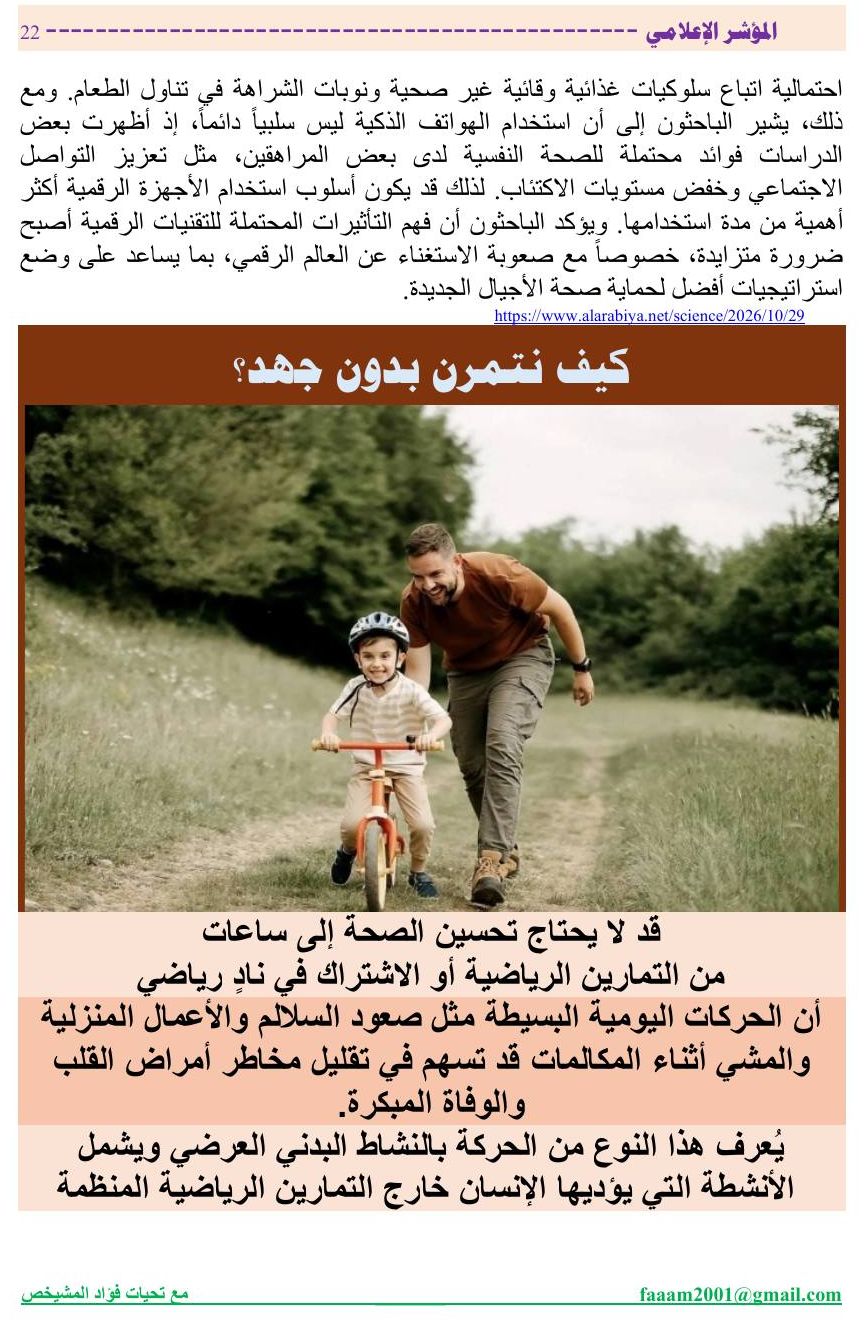 المؤشر الإعلامي ------------------------------------------------ 22
احتمالية اتباع سلوكيات غذائية وقائية غير صحية ونوبات الشراهة في تناول الطعام. ومع
ذلك، يشير الباحثون إلى أن استخدام الهواتف الذكية ليس سلبياً دائماً، إذ أظهرت بعض
الدراسات فوائد محتملة للصحة النفسية لدى بعض المراهقين، مثل تعزيز التواصل
الاجتماعي وخفض مستويات الاكتئاب. لذلك قد يكون أسلوب استخدام الأجهزة الرقمية أكثر
أهمية من مدة استخدامها. ويؤكد الباحثون أن فهم التأثيرات المحتملة للتقنيات الرقمية أصبح
ضرورة متزايدة، خصوصاً مع صعوبة الاستغناء عن العالم الرقمي، بما يساعد على وضع
استراتيجيات أفضل لحماية صحة الأجيال الجديدة.
https://www.alarabiya.net/science/2026/10/29
كيف نتمرن بدون جهد؟
قد لا يحتاج تحسين الصحة إلى ساعات
من التمارين الرياضية أو الاشتراك في نادٍ رياضي
أن الحركات اليومية البسيطة مثل صعود السلالم والأعمال المنزلية
والمشي أثناء المكالمات قد تسهم في تقليل مخاطر أمراض القلب
والوفاة المبكرة.
يُعرف هذا النوع من الحركة بالنشاط البدني العرضي ويشمل
الأنشطة التي يؤديها الإنسان خارج التمارين الرياضية المنظمة
faaam2001@gmail.com مع تحيات فؤاد المشيخص